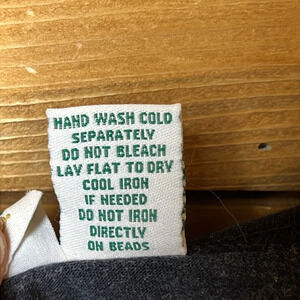 HAND WASH COLD
SEPARATELY
DO NOT BLEACH
LAY FLAT TO DRY
COOL IRON
IF NEEDED
DO NOT IRON
DIRECTLY
ON BEADS